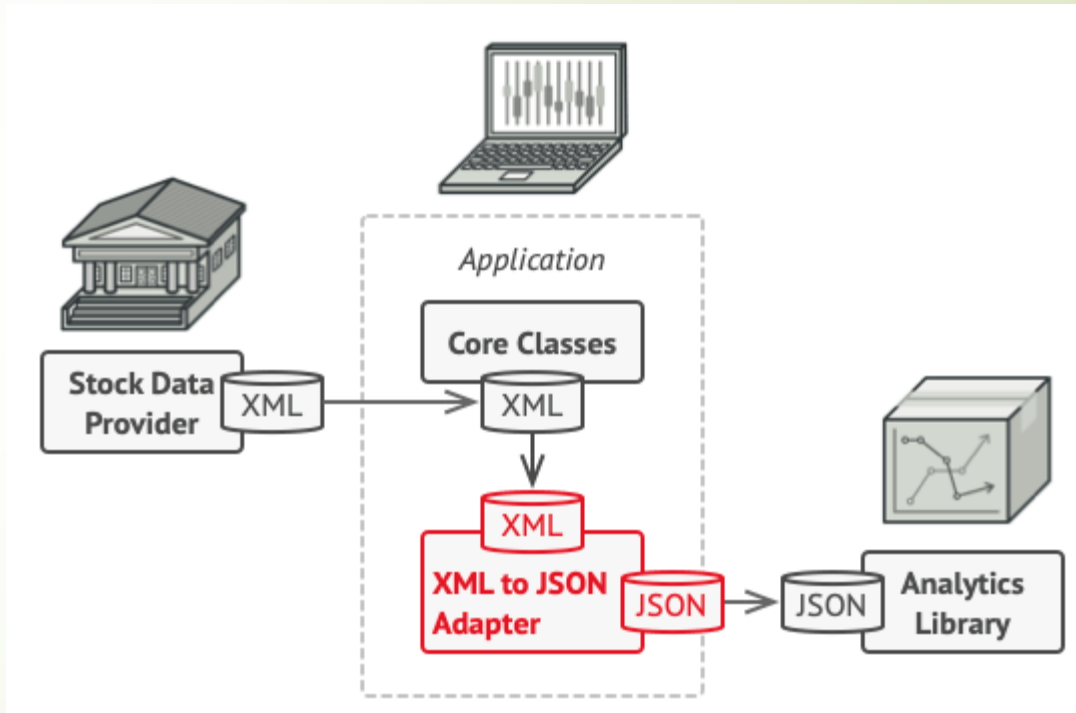 Application
Core Classes
Stock Data
Provider
XML
XML
XML
XML to JSON
Adapter
JSON
JSON
Analytics
Library